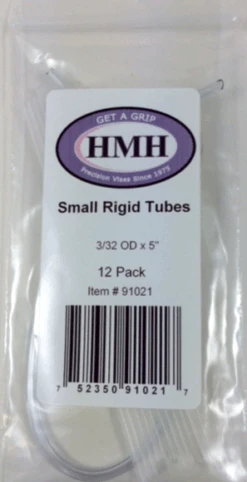 GET A GRIP
HMH
Precision Vises Since 1975
Small Rigid Tubes
3/32 OD x 5"
12 Pack
Item # 91021
7 52350 91021 7